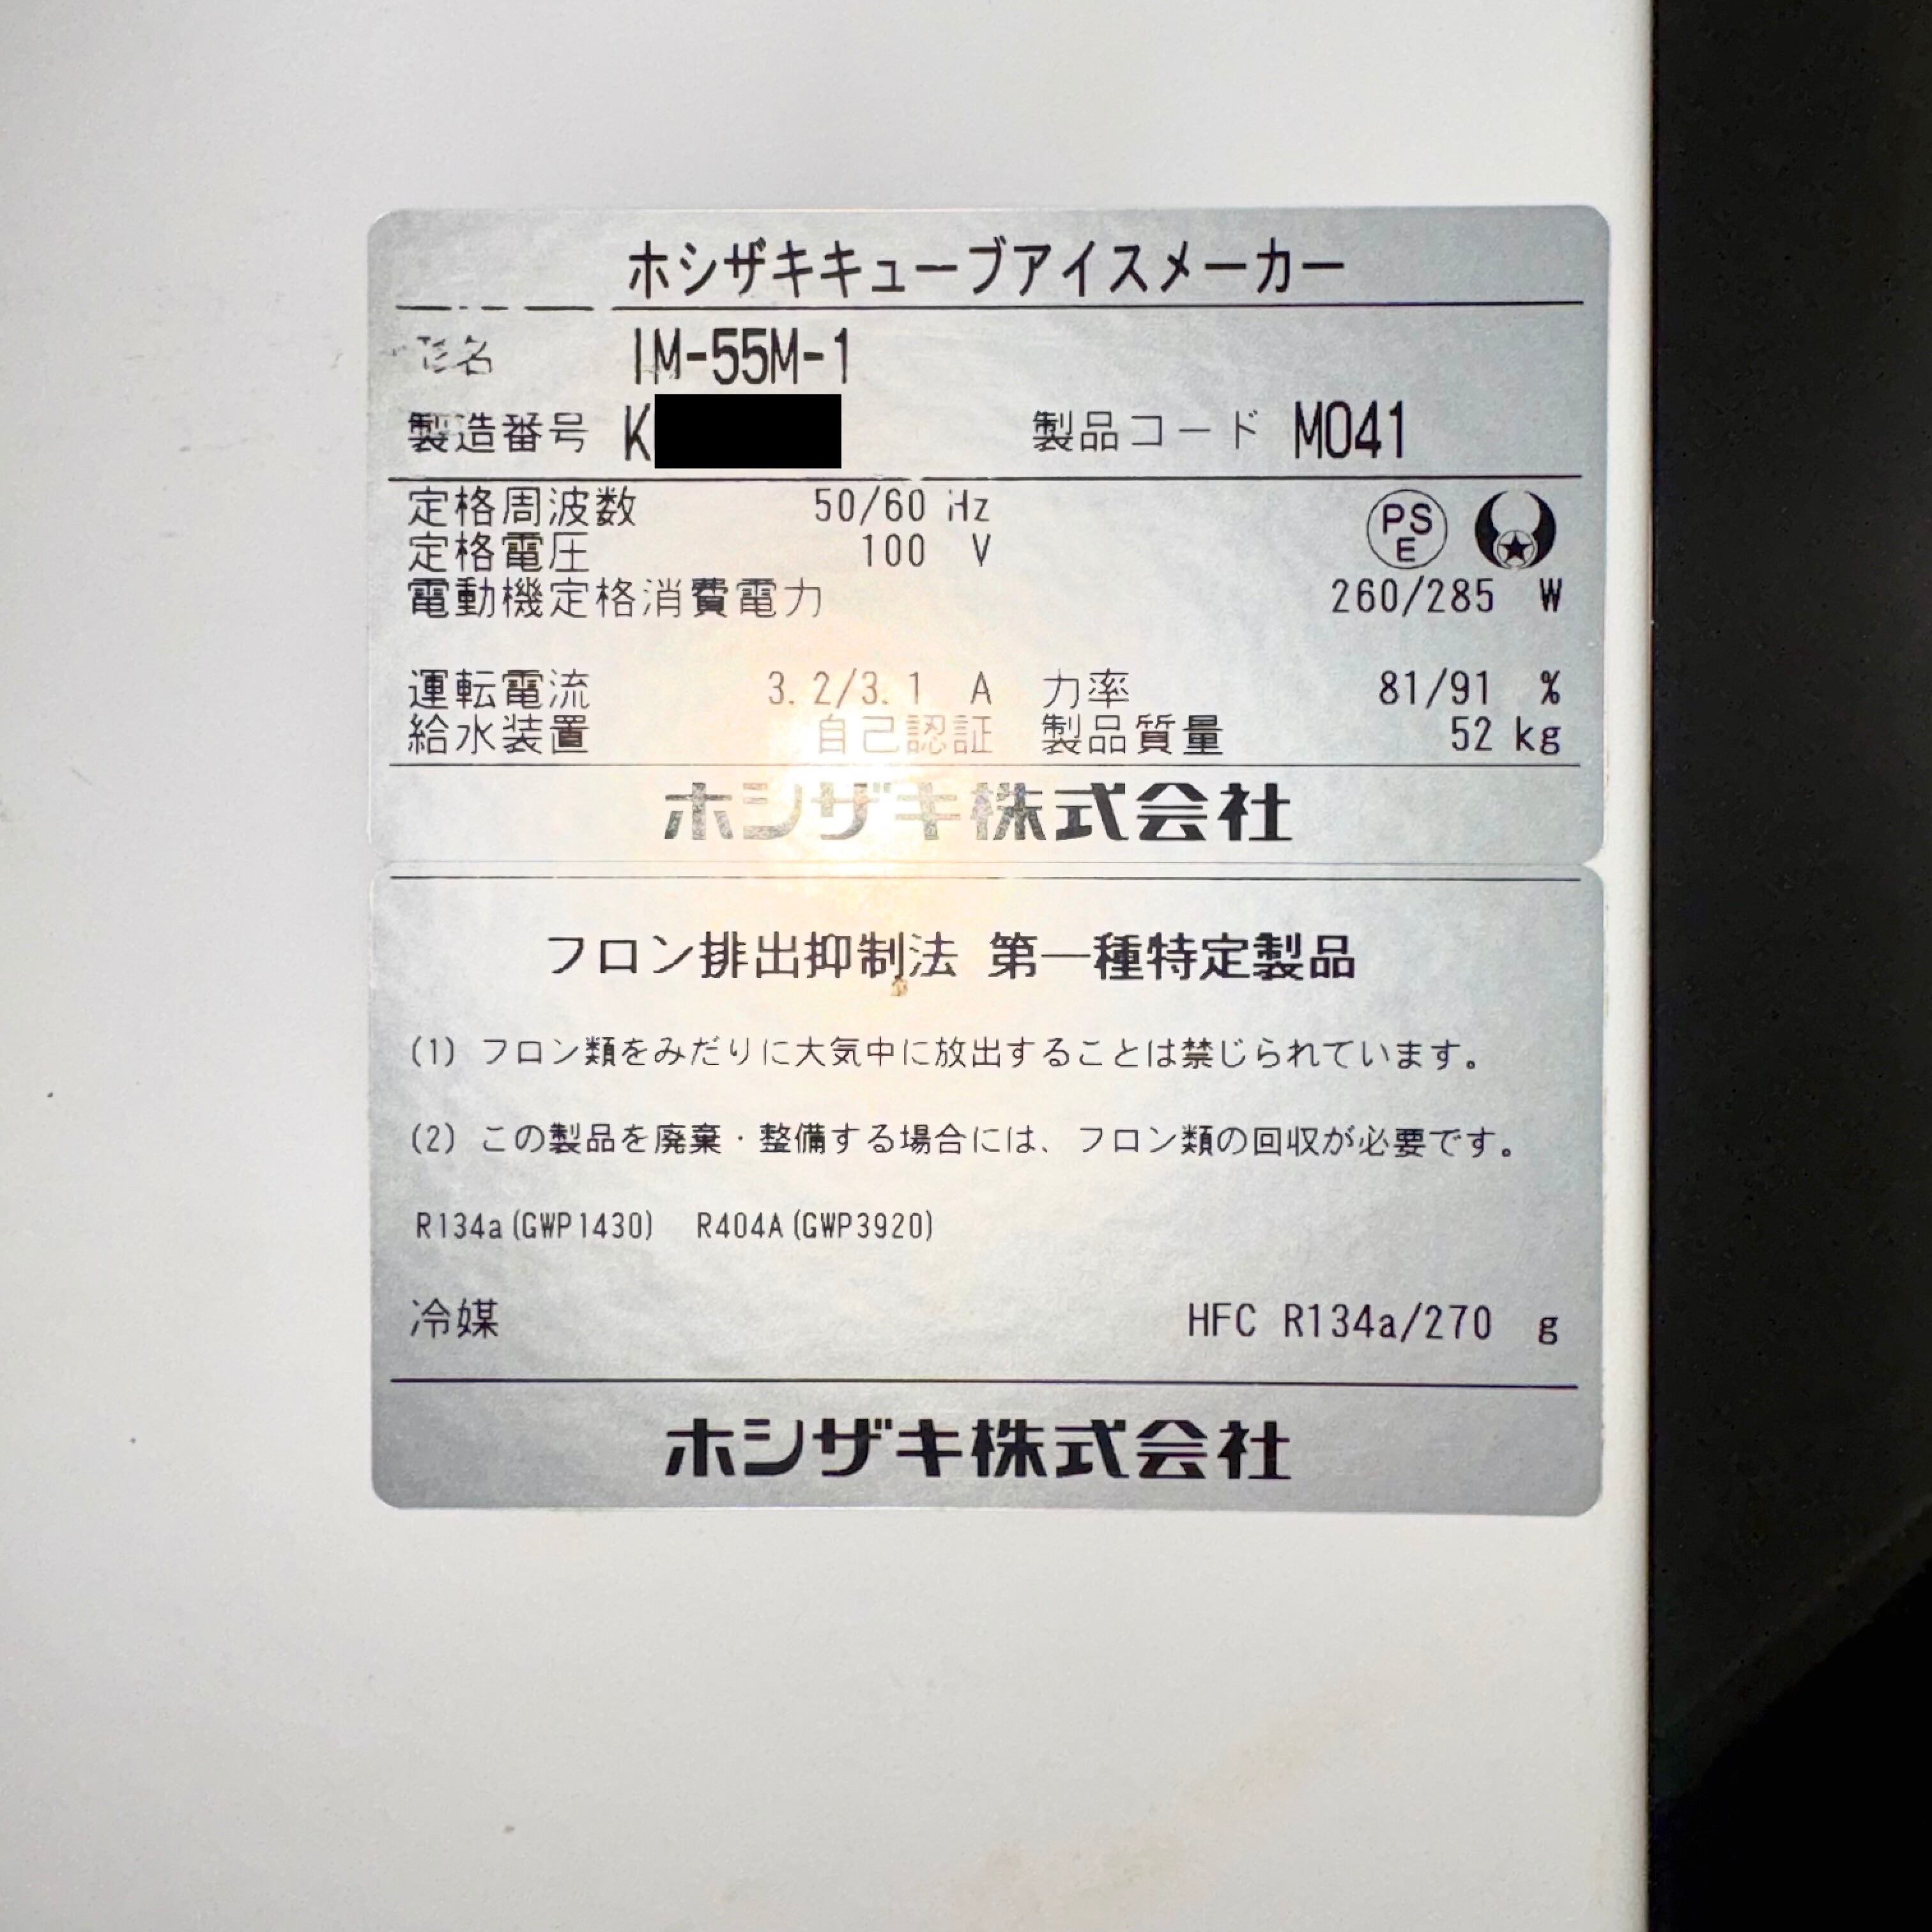 ホシザキキューブアイスメーカー
形名 IM-55M-1
製造番号 K 製品コード M041
定格周波数 50/60 Hz
PS E
定格電圧 100 V
電動機定格消費電力 260/285 W
運転電流 3.2/3.1 A 力率 81/91 %
給水装置 自己認証 製品質量 52 kg
ホシザキ株式会社
フロン排出抑制法 第一種特定製品
(1) フロン類をみだりに大気中に放出することは禁じられています。
(2) この製品を廃棄・整備する場合には、フロン類の回収が必要です。
R134a(GWP1430) R404A(GWP3920)
冷媒 HFC R134a/270 g
ホシザキ株式会社